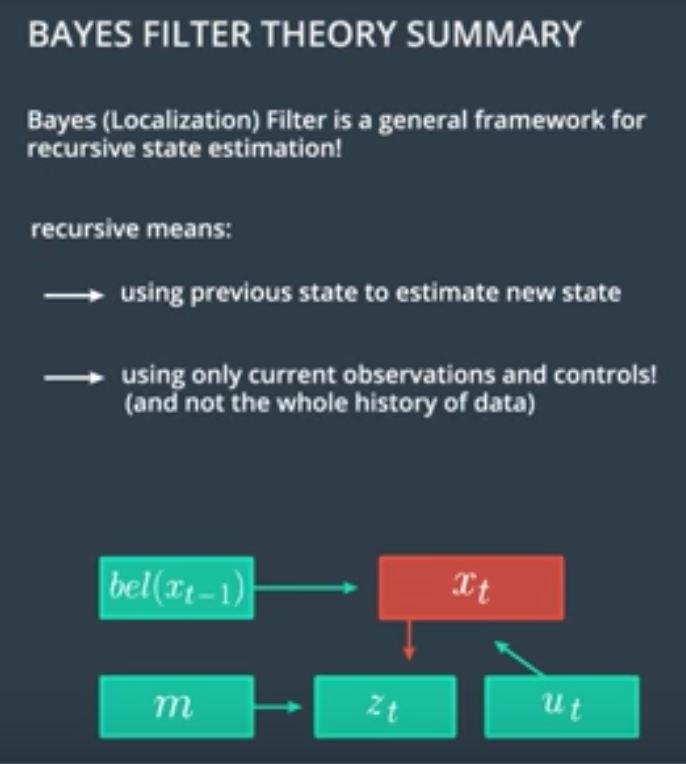 BAYES FILTER THEORY SUMMARY
Bayes (Localization) Filter is a general framework for
recursive state estimation!
recursive means:
using previous state to estimate new state
using only current observations and controls!
(and not the whole history of data)
bel(x_{t-1})
x_t
m
z_t
u_t